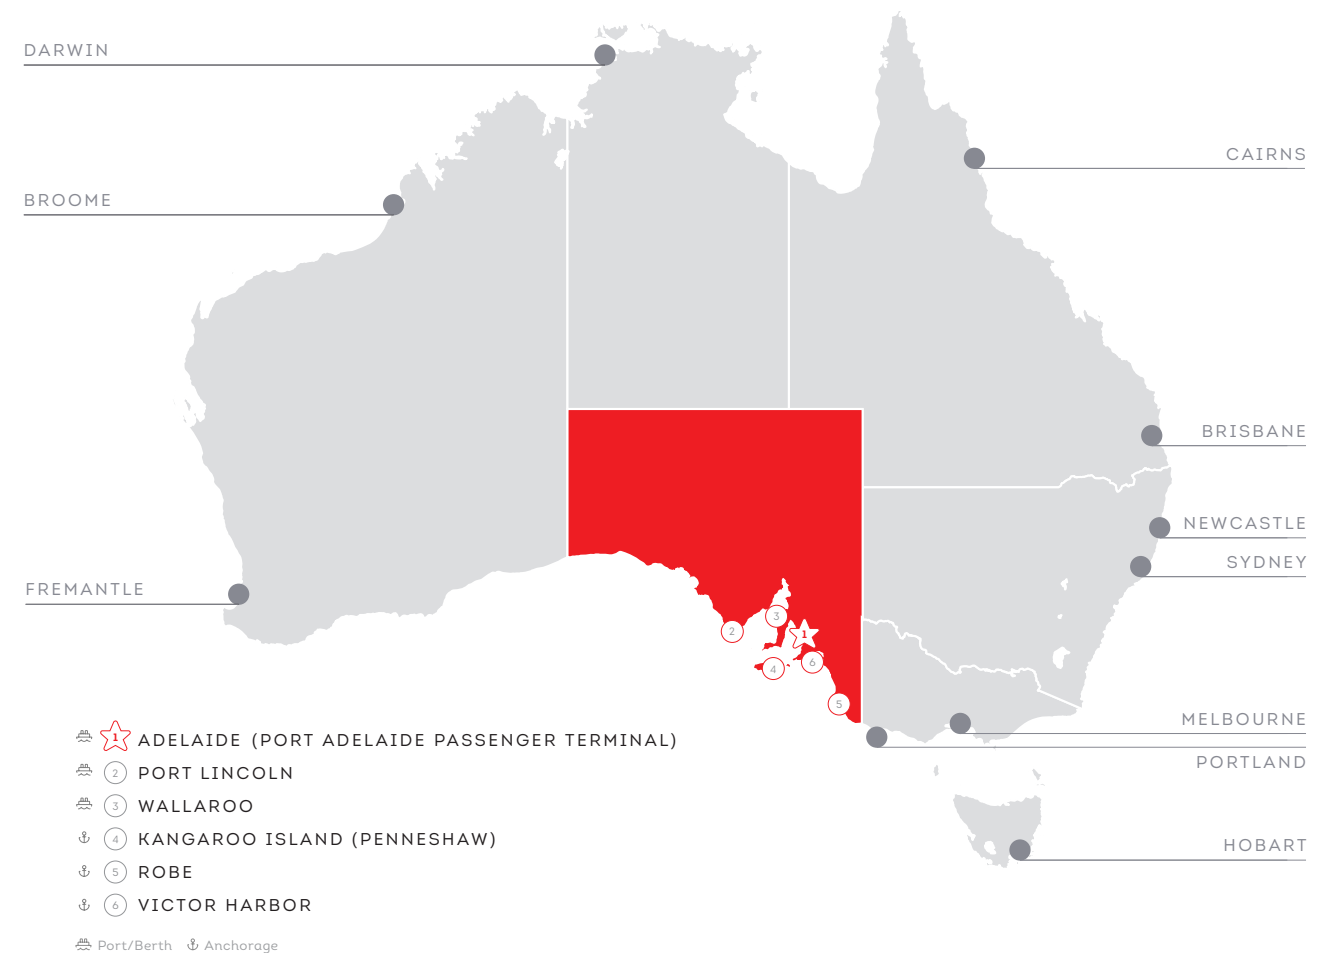 DARWIN
CAIRNS
BROOME
BRISBANE
NEWCASTLE
SYDNEY
FREMANTLE
3
2
1
4
6
5
MELBOURNE
PORTLAND
HOBART
1 ADELAIDE (PORT ADELAIDE PASSENGER TERMINAL)
2 PORT LINCOLN
3 WALLAROO
4 KANGAROO ISLAND (PENNESHAW)
5 ROBE
6 VICTOR HARBOR
Port/Berth Anchorage